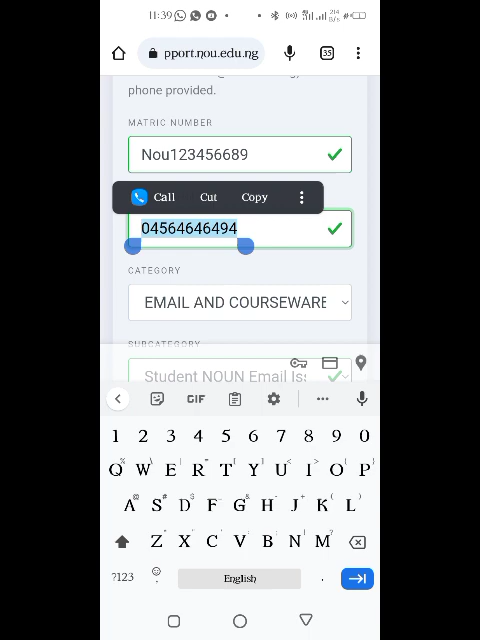 11:39
35
pport.nou.edu.ng
phone provided.
MATRIC NUMBER
Nou123456689
Call Cut Copy
04564646494
CATEGORY
EMAIL AND COURSEWARE
SUBCATEGORY
Student NOUN Email Is
GIF
1 2 3 4 5 6 7 8 9 0
Q W E R T Y U I O P
A S D F G H J K L
Z X C V B N M
?123 , English .